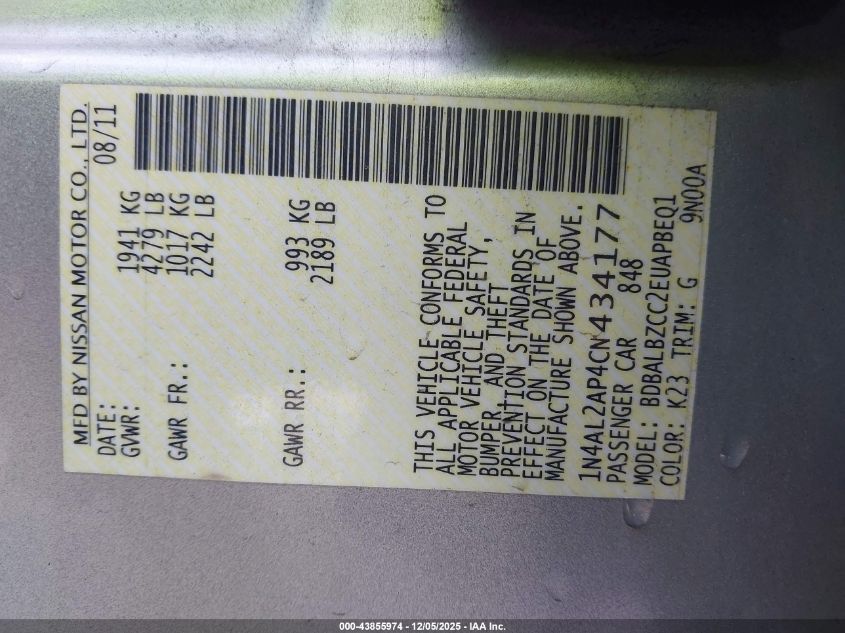 MFD BY NISSAN MOTOR CO., LTD.
DATE: 08/11
GVWR: 1941 KG
4279 LB
GAWR FR.: 1017 KG
2242 LB
GAWR RR.: 993 KG
2189 LB
THIS VEHICLE CONFORMS TO
ALL APPLICABLE FEDERAL
MOTOR VEHICLE SAFETY,
BUMPER, AND THEFT
PREVENTION STANDARDS IN
EFFECT ON THE DATE OF
MANUFACTURE SHOWN ABOVE.
1N4AL2AP4CN434177
PASSENGER CAR 848
MODEL: BDBALBZCC2EUAPBEQ1
COLOR: K23 TRIM: G 9N00A
000-43855974 - 12/05/2025 - IAA Inc.